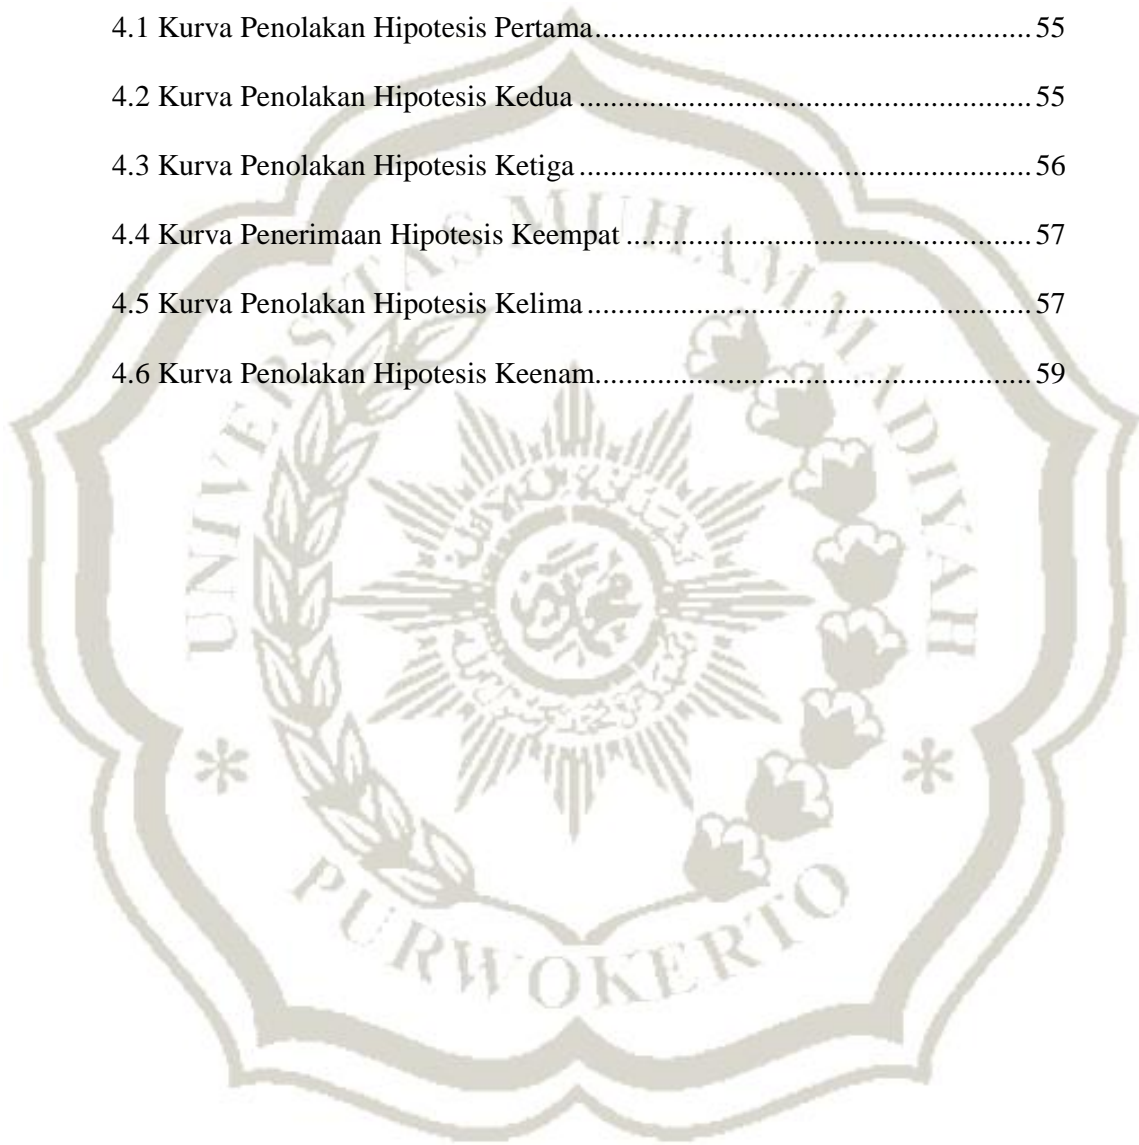 4.1 Kurva Penolakan Hipotesis Pertama........................................................ 55
4.2 Kurva Penolakan Hipotesis Kedua .......................................................... 55
4.3 Kurva Penolakan Hipotesis Ketiga .......................................................... 56
4.4 Kurva Penerimaan Hipotesis Keempat .................................................... 57
4.5 Kurva Penolakan Hipotesis Kelima ......................................................... 57
4.6 Kurva Penolakan Hipotesis Keenam........................................................ 59
UNIVERSITAS MUHAMMADIYAH
PURWOKERTO